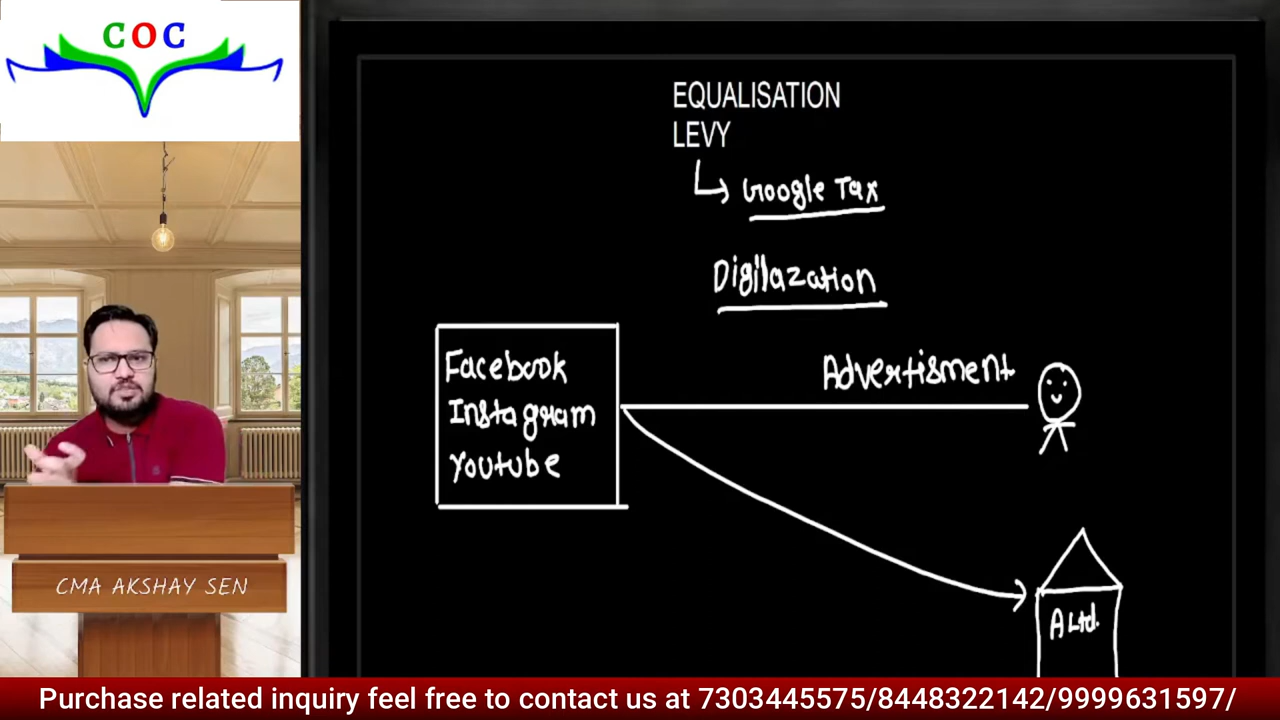 COC
EQUALISATION
LEVY
Google Tax
Digilazation
Facebook
Instagram
Youtube
Advertisment
A Ltd.
CMA AKSHAY SEN
Purchase related inquiry feel free to contact us at 7303445575/8448322142/9999631597/